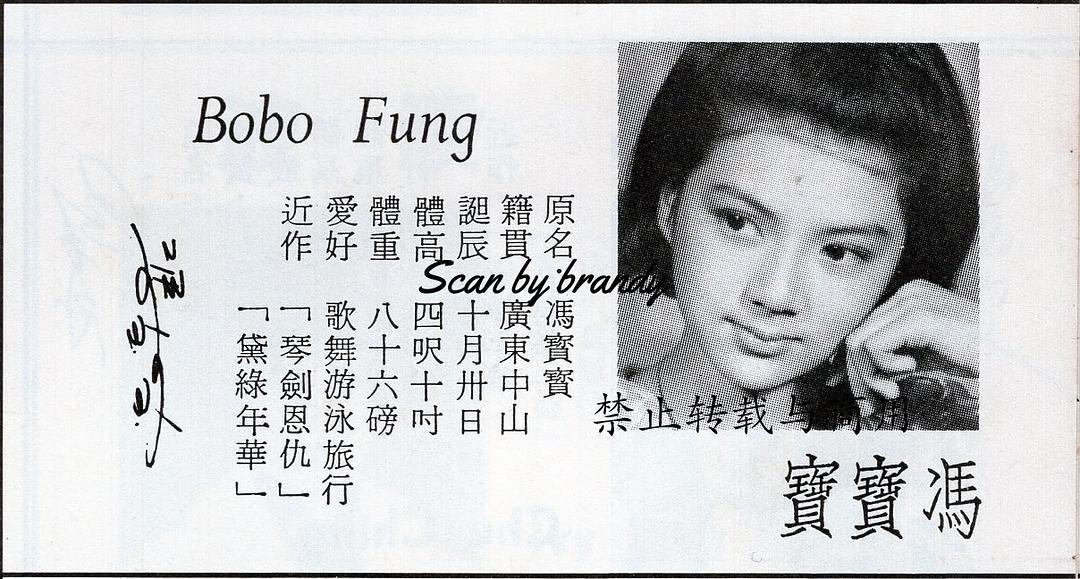 Bobo Fung
原名 馮寶寶
籍貫 廣東中山
誕辰 十月卅日
體高 四呎十吋
體重 八十六磅
愛好 歌舞游泳旅行
近作 「琴劍恩仇」
「黛綠年華」
Scan by brandy
禁止转载与商用
馮寶寶